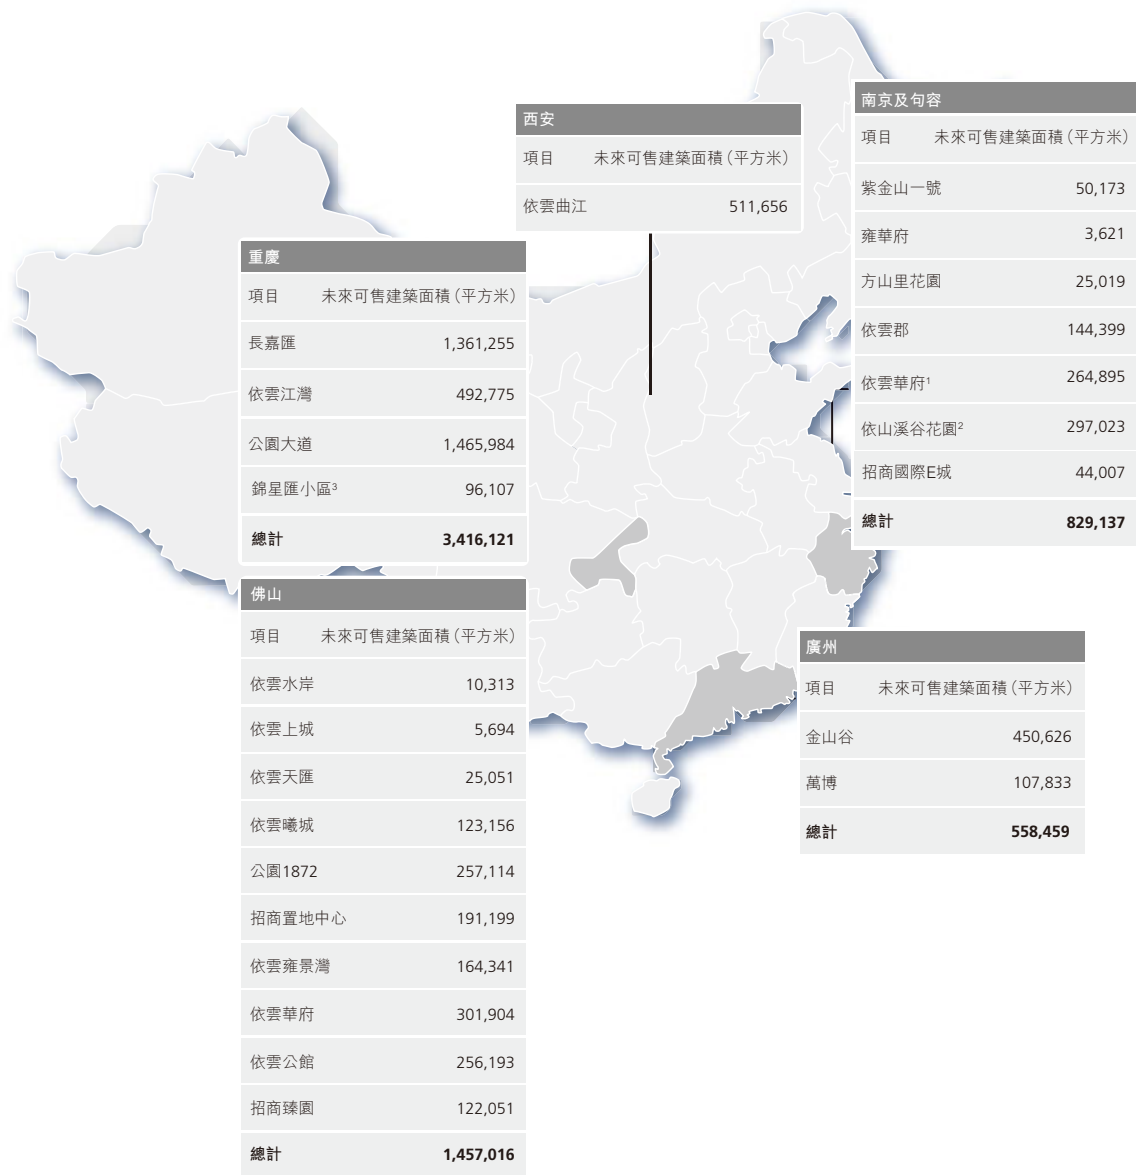 西安
項目 未來可售建築面積（平方米）
依雲曲江 511,656
南京及句容
項目 未來可售建築面積（平方米）
紫金山一號 50,173
雍華府 3,621
方山里花園 25,019
依雲郡 144,399
依雲華府¹ 264,895
依山溪谷花園² 297,023
招商國際E城 44,007
總計 829,137
重慶
項目 未來可售建築面積（平方米）
長嘉匯 1,361,255
依雲江灣 492,775
公園大道 1,465,984
錦星匯小區³ 96,107
總計 3,416,121
佛山
項目 未來可售建築面積（平方米）
依雲水岸 10,313
依雲上城 5,694
依雲天匯 25,051
依雲曦城 123,156
公園1872 257,114
招商置地中心 191,199
依雲雍景灣 164,341
依雲華府 301,904
依雲公館 256,193
招商臻園 122,051
總計 1,457,016
廣州
項目 未來可售建築面積（平方米）
金山谷 450,626
萬博 107,833
總計 558,459